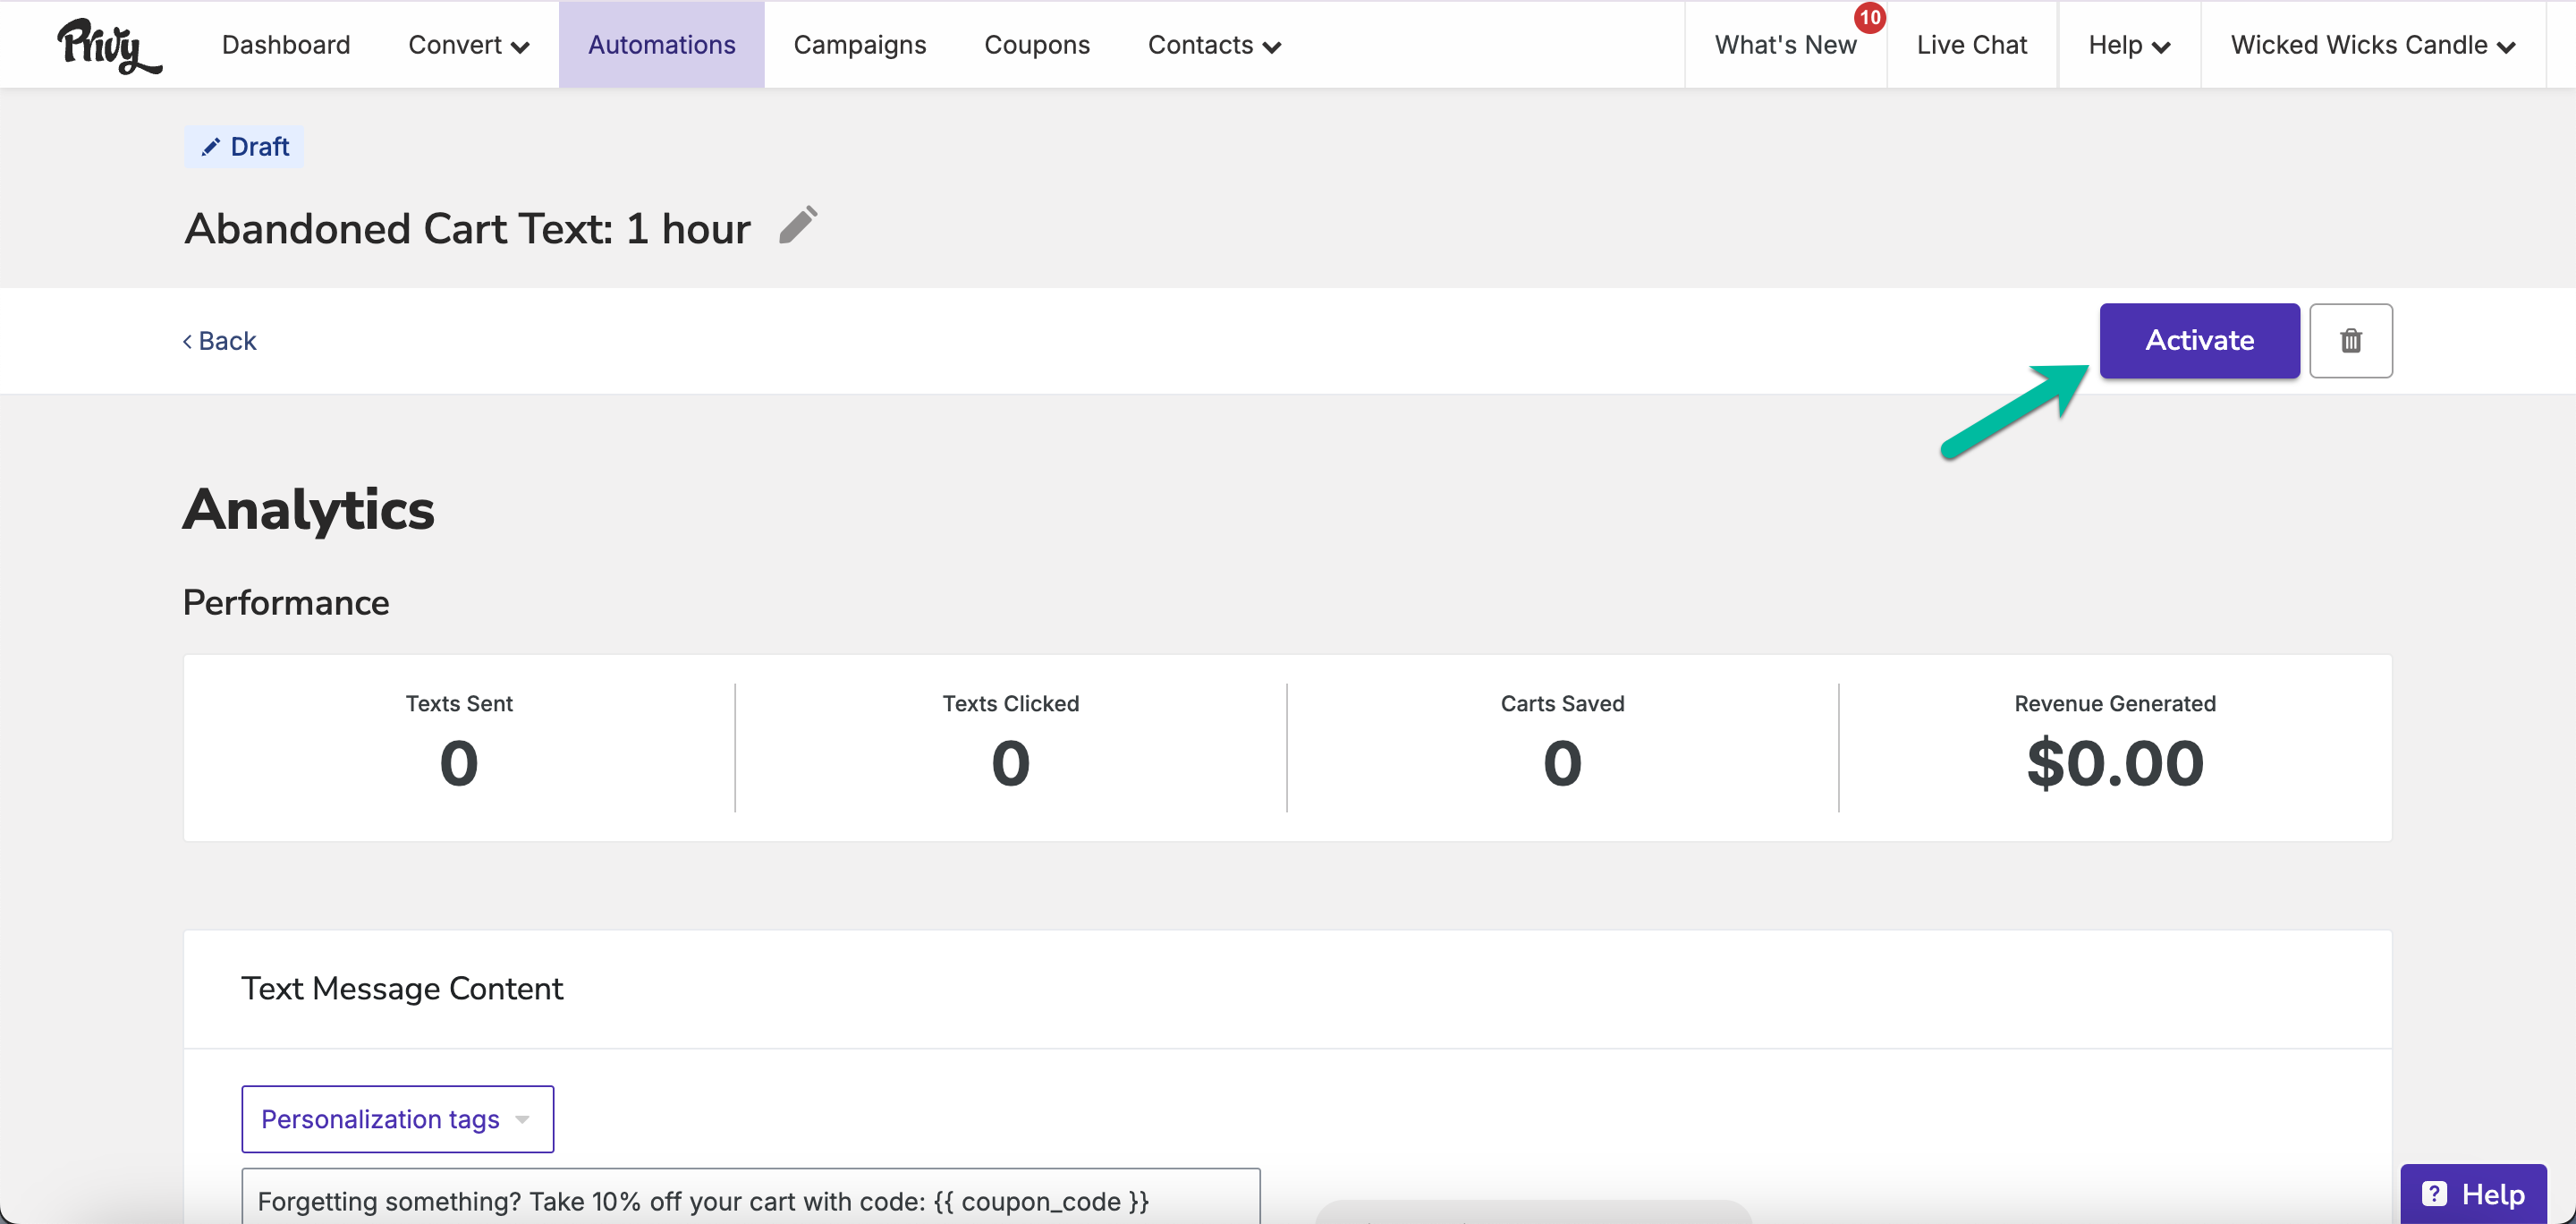 Privy Dashboard Convert Automations Campaigns Coupons Contacts What's New 10 Live Chat Help Wicked Wicks Candle
Draft
Abandoned Cart Text: 1 hour
Back Activate
Analytics
Performance
Texts Sent Texts Clicked Carts Saved Revenue Generated
0 0 0 $0.00
Text Message Content
Personalization tags
Forgetting something? Take 10% off your cart with code: {{ coupon_code }}
? Help